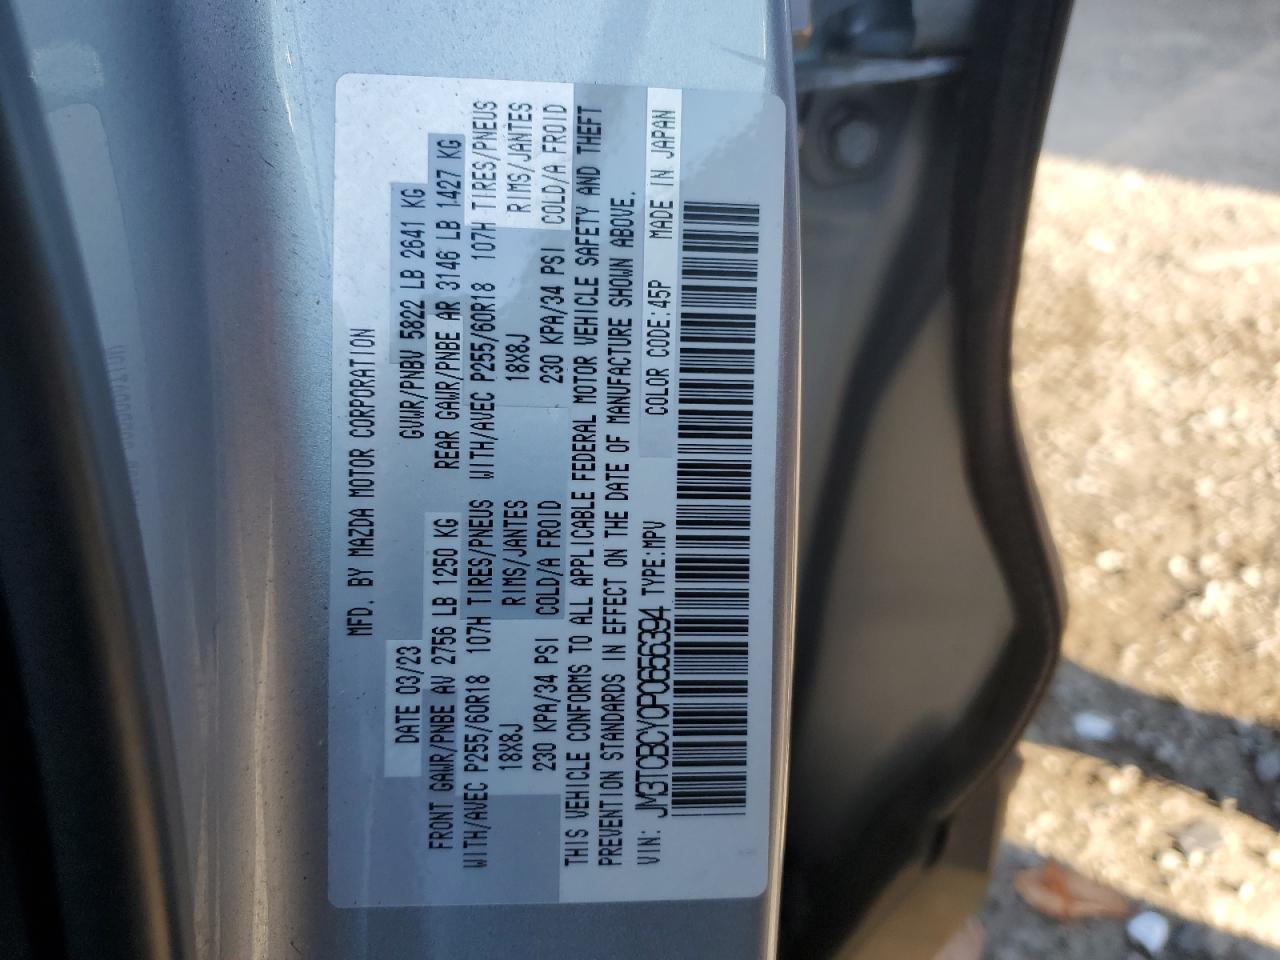 MFD. BY MAZDA MOTOR CORPORATION
DATE 03/23 GVWR/PNBV 5822 LB 2641 KG
FRONT GAWR/PNBE AV 2756 LB 1250 KG REAR GAWR/PNBE AR 3146 LB 1427 KG
WITH/AVEC P255/60R18 107H TIRES/PNEUS WITH/AVEC P255/60R18 107H TIRES/PNEUS
18X8J RIMS/JANTES 18X8J RIMS/JANTES
230 KPA/34 PSI COLD/A FROID 230 KPA/34 PSI COLD/A FROID
THIS VEHICLE CONFORMS TO ALL APPLICABLE FEDERAL MOTOR VEHICLE SAFETY AND THEFT
PREVENTION STANDARDS IN EFFECT ON THE DATE OF MANUFACTURE SHOWN ABOVE.
VIN: JM3TCBCY0P0656394 TYPE:MPV COLOR CODE:45P MADE IN JAPAN